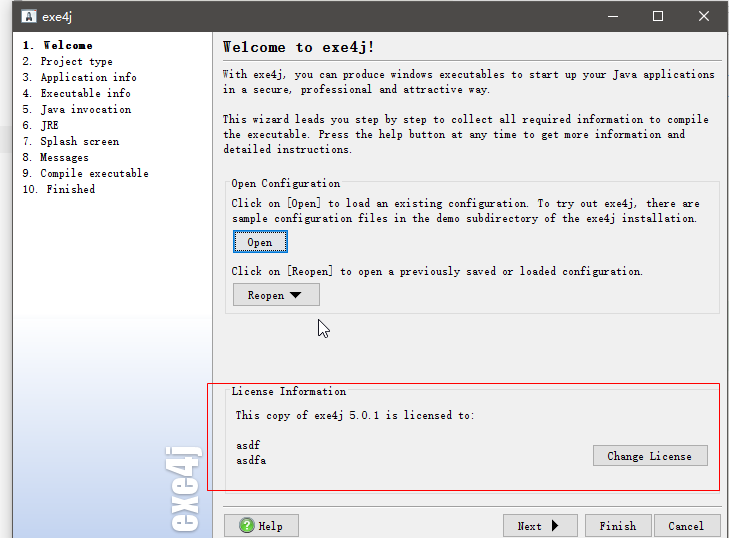 exe4j
1. Welcome
2. Project type
3. Application info
4. Executable info
5. Java invocation
6. JRE
7. Splash screen
8. Messages
9. Compile executable
10. Finished
exe4j
Welcome to exe4j!
With exe4j, you can produce windows executables to start up your Java applications
in a secure, professional and attractive way.
This wizard leads you step by step to collect all required information to compile
the executable. Press the help button at any time to get more information and
detailed instructions.
Open Configuration
Click on [Open] to load an existing configuration. To try out exe4j, there are
sample configuration files in the demo subdirectory of the exe4j installation.
Open
Click on [Reopen] to open a previously saved or loaded configuration.
Reopen
License Information
This copy of exe4j 5.0.1 is licensed to:
asdf
asdfa
Change License
Help
Next
Finish
Cancel